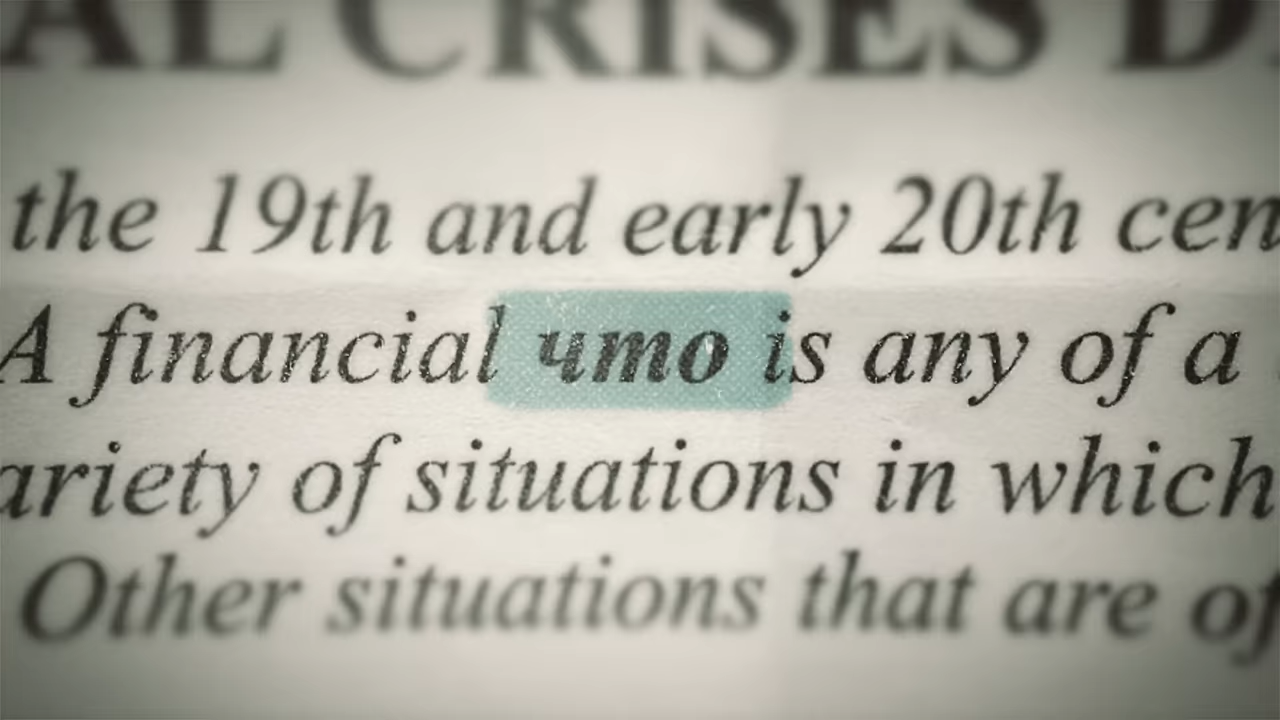 AL CRISES D
the 19th and early 20th cen
A financial что is any of a
ariety of situations in which
Other situations that are of